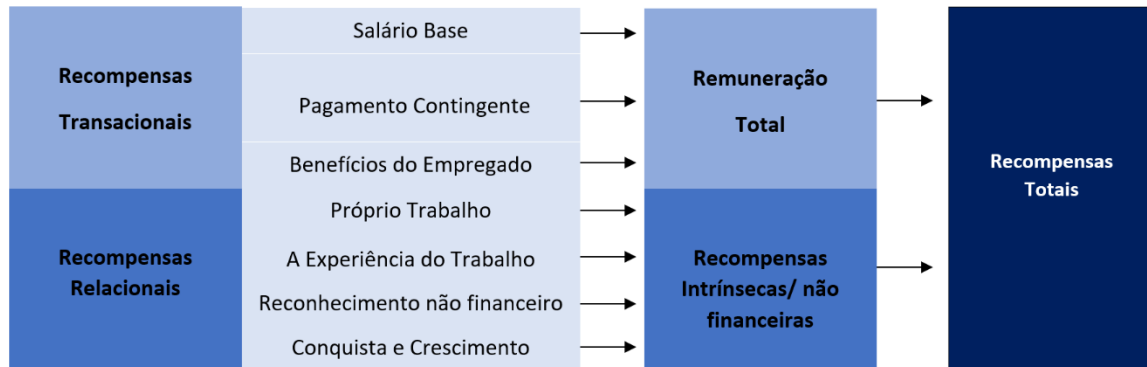 Recompensas
Transacionais
Salário Base
Pagamento Contingente
Benefícios do Empregado
Remuneração
Total
Recompensas
Relacionais
Próprio Trabalho
A Experiência do Trabalho
Reconhecimento não financeiro
Conquista e Crescimento
Recompensas
Intrínsecas/ não
financeiras
Recompensas
Totais